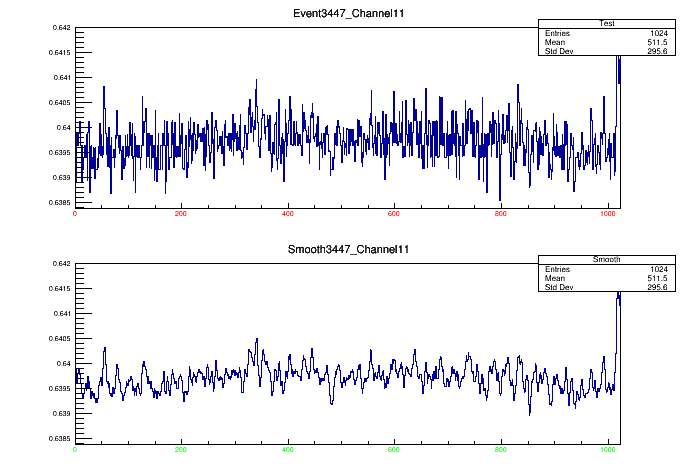 Event3447_Channel11
Test
Entries 1024
Mean 511.5
Std Dev 295.6
0.642
0.6415
0.641
0.6405
0.64
0.6395
0.639
0.6385
0 200 400 600 800 1000
Smooth3447_Channel11
Smooth
Entries 1024
Mean 511.5
Std Dev 295.6
0.642
0.6415
0.641
0.6405
0.64
0.6395
0.639
0.6385
0 200 400 600 800 1000